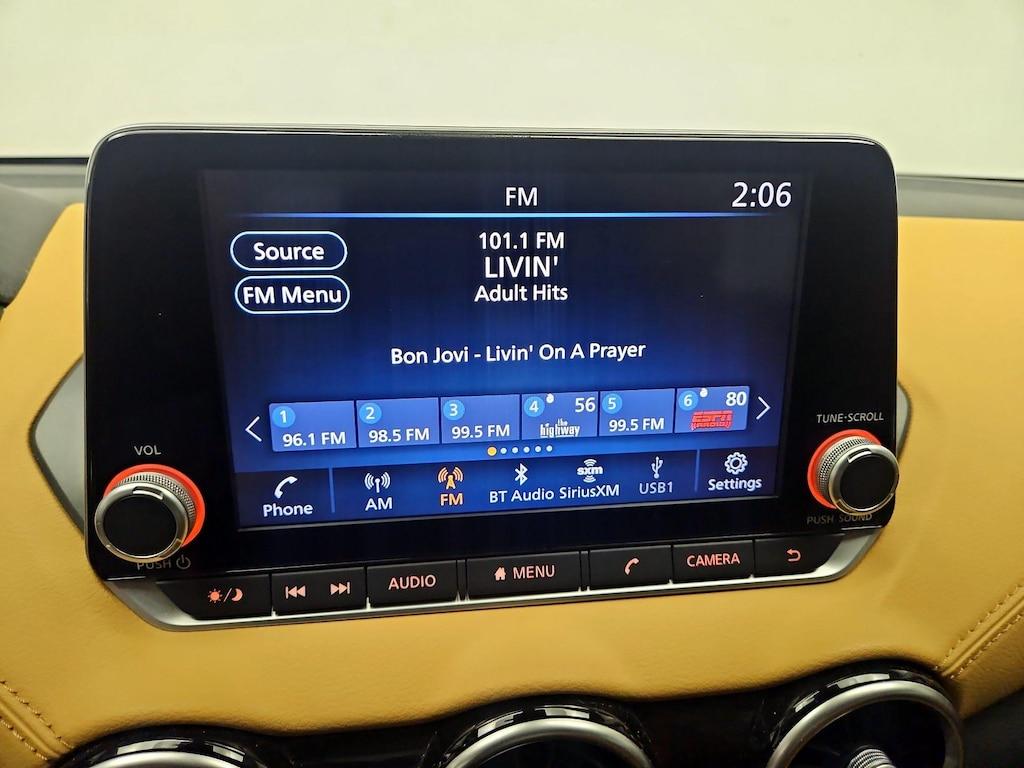 FM
2:06
Source
101.1 FM
LIVIN'
FM Menu
Adult Hits
Bon Jovi - Livin' On A Prayer
1
96.1 FM
2
98.5 FM
3
99.5 FM
4
56
the
highway
5
99.5 FM
6
80
ESPN
Phone
AM
FM
BT Audio
sxm
SiriusXM
USB1
Settings
VOL
PUSH
TUNE·SCROLL
PUSH SOUND
AUDIO
MENU
CAMERA